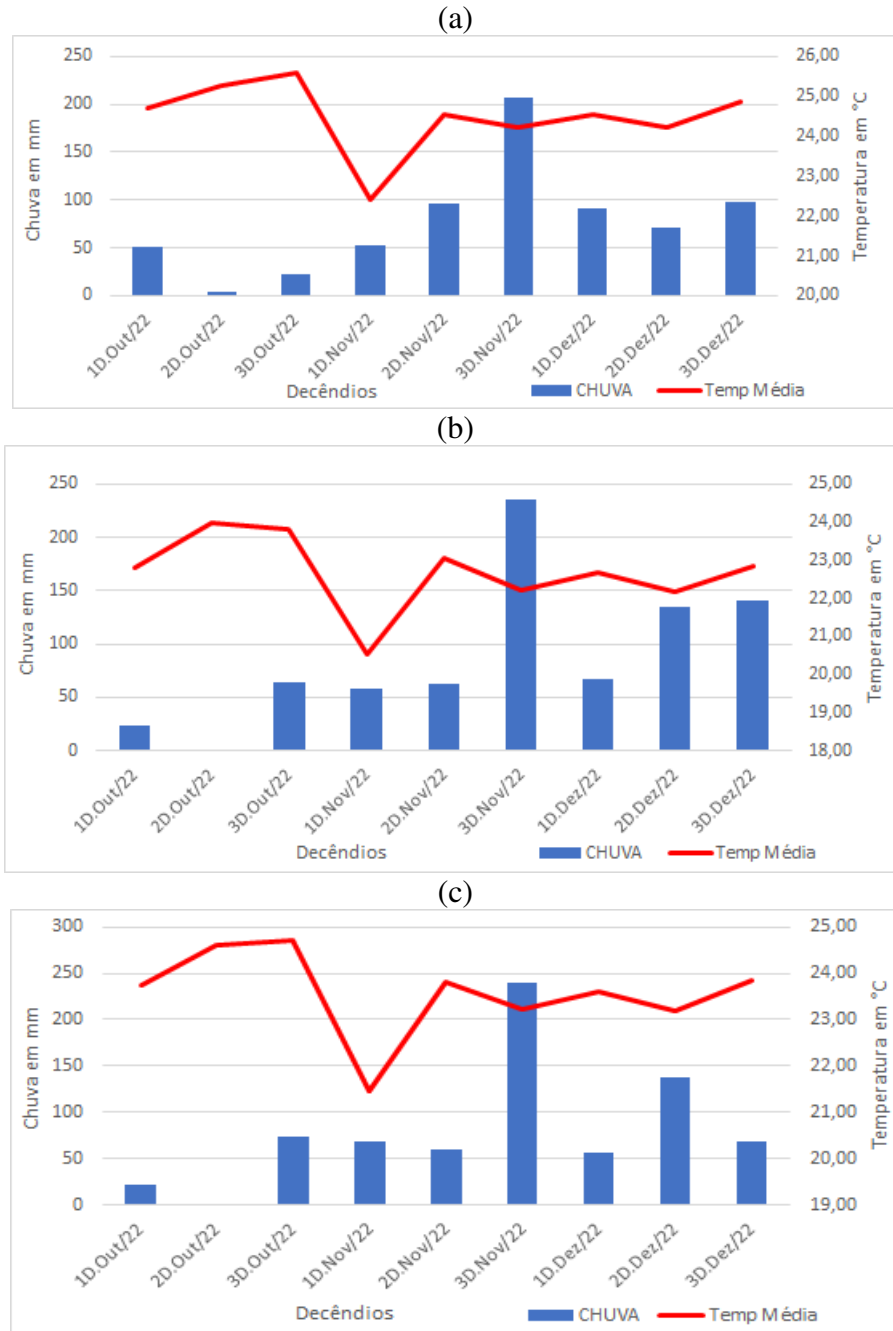 (a)
250
200
150
100
50
0
Chuva em mm
26,00
25,00
24,00
23,00
22,00
21,00
20,00
Temperatura em °C
1D.Out/22
2D.Out/22
3D.Out/22
1D.Nov/22
2D.Nov/22
3D.Nov/22
1D.Dez/22
2D.Dez/22
3D.Dez/22
Decêndios
CHUVA
Temp Média
(b)
250
200
150
100
50
0
Chuva em mm
25,00
24,00
23,00
22,00
21,00
20,00
19,00
18,00
Temperatura em °C
1D.Out/22
2D.Out/22
3D.Out/22
1D.Nov/22
2D.Nov/22
3D.Nov/22
1D.Dez/22
2D.Dez/22
3D.Dez/22
Decêndios
CHUVA
Temp Média
(c)
300
250
200
150
100
50
0
Chuva em mm
25,00
24,00
23,00
22,00
21,00
20,00
19,00
Temperatura em °C
1D.Out/22
2D.Out/22
3D.Out/22
1D.Nov/22
2D.Nov/22
3D.Nov/22
1D.Dez/22
2D.Dez/22
3D.Dez/22
Decêndios
CHUVA
Temp Média